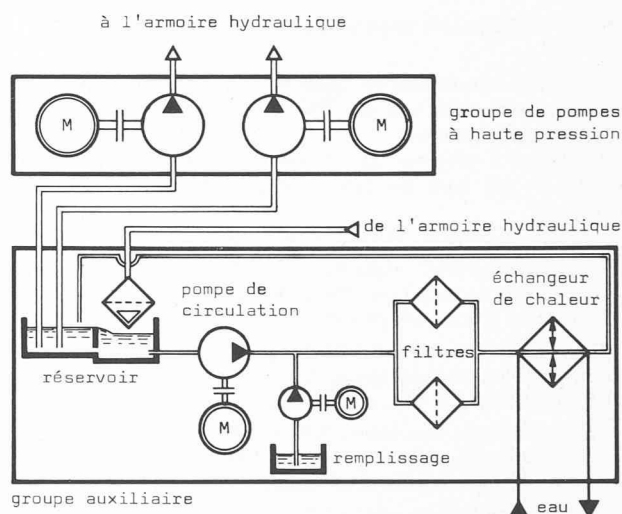 à l'armoire hydraulique
M
M
groupe de pompes
à haute pression
de l'armoire hydraulique
pompe de
circulation
échangeur
de chaleur
filtres
réservoir
M
M
remplissage
groupe auxiliaire
eau